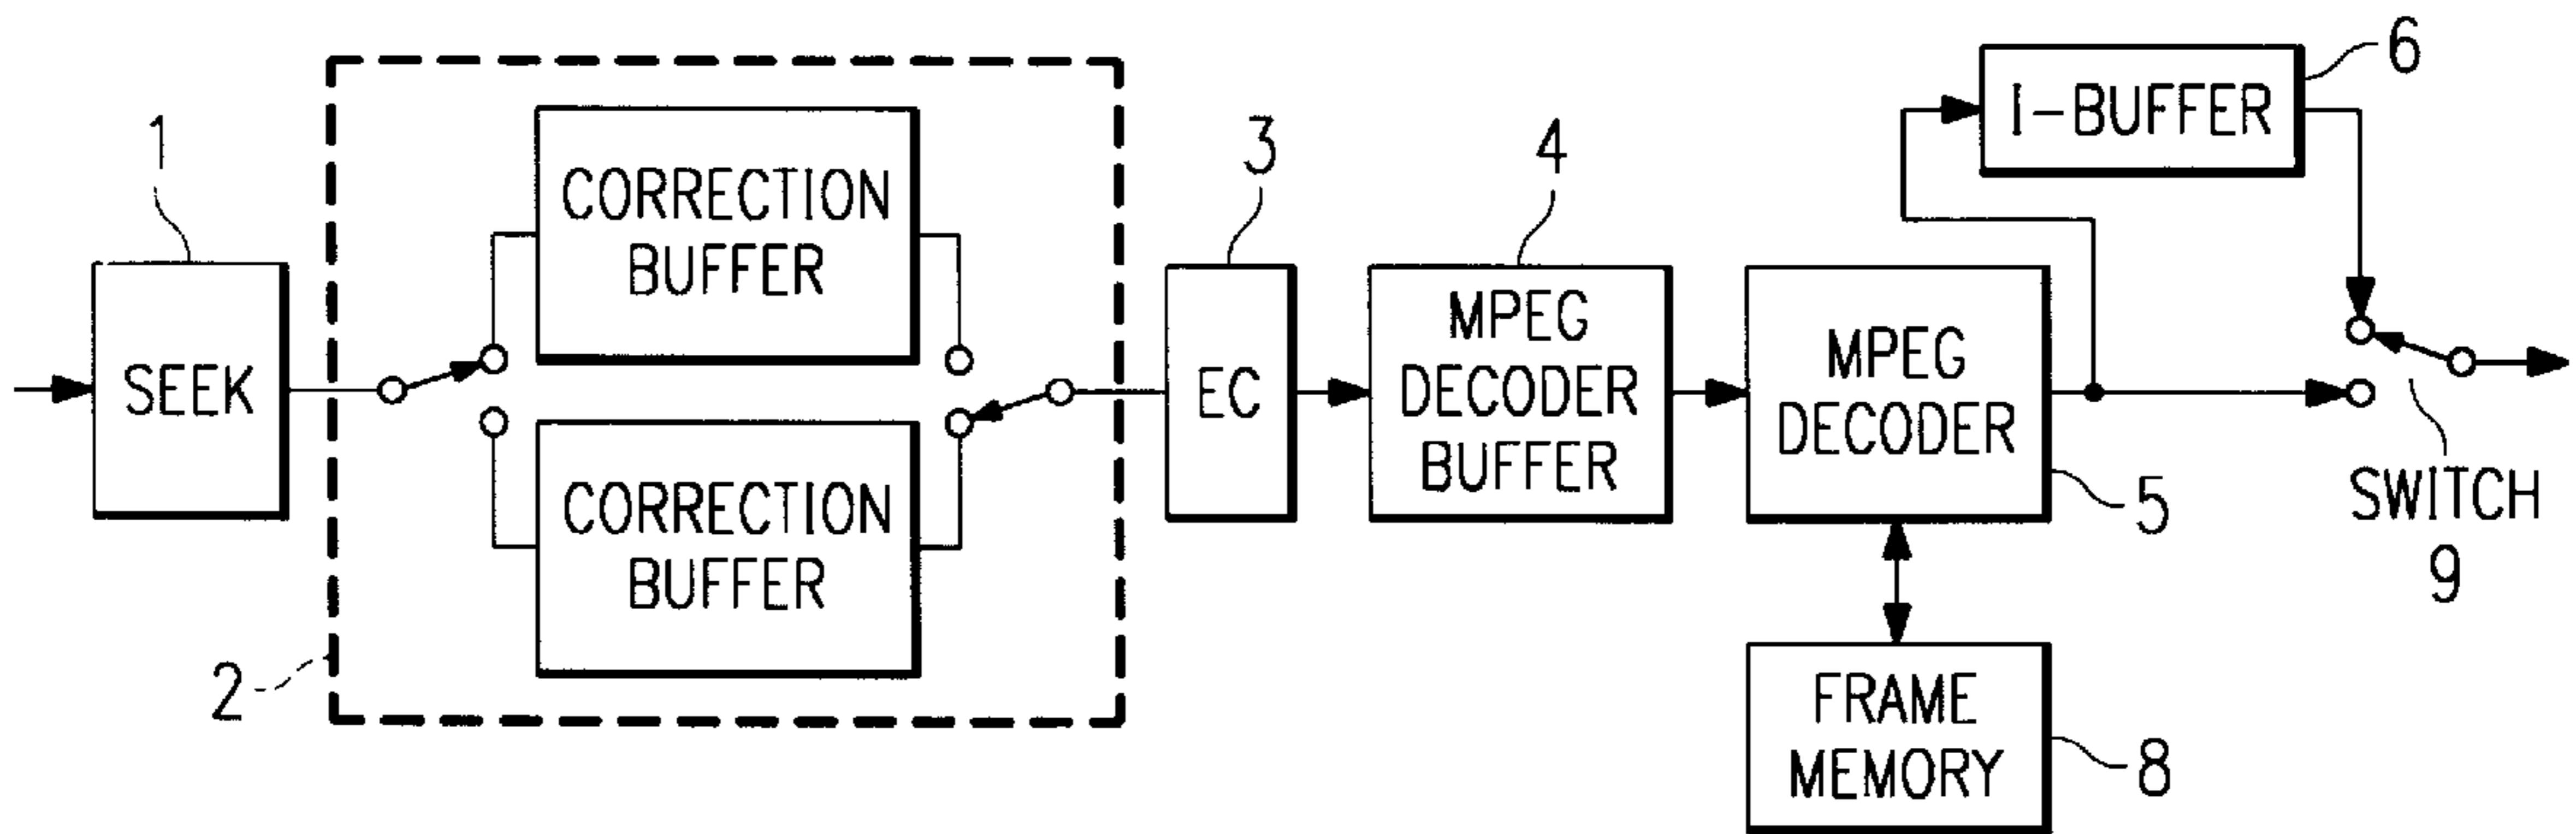 1
SEEK
2
CORRECTION
BUFFER
CORRECTION
BUFFER
3
EC
4
MPEG
DECODER
BUFFER
MPEG
DECODER
5
I-BUFFER
6
FRAME
MEMORY
8
SWITCH
9